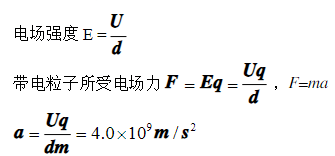 电场强度 E=U/d
带电粒子所受电场力 F=Eq=Uq/d ，F=ma
a=Uq/dm=4.0×10⁹m/s²